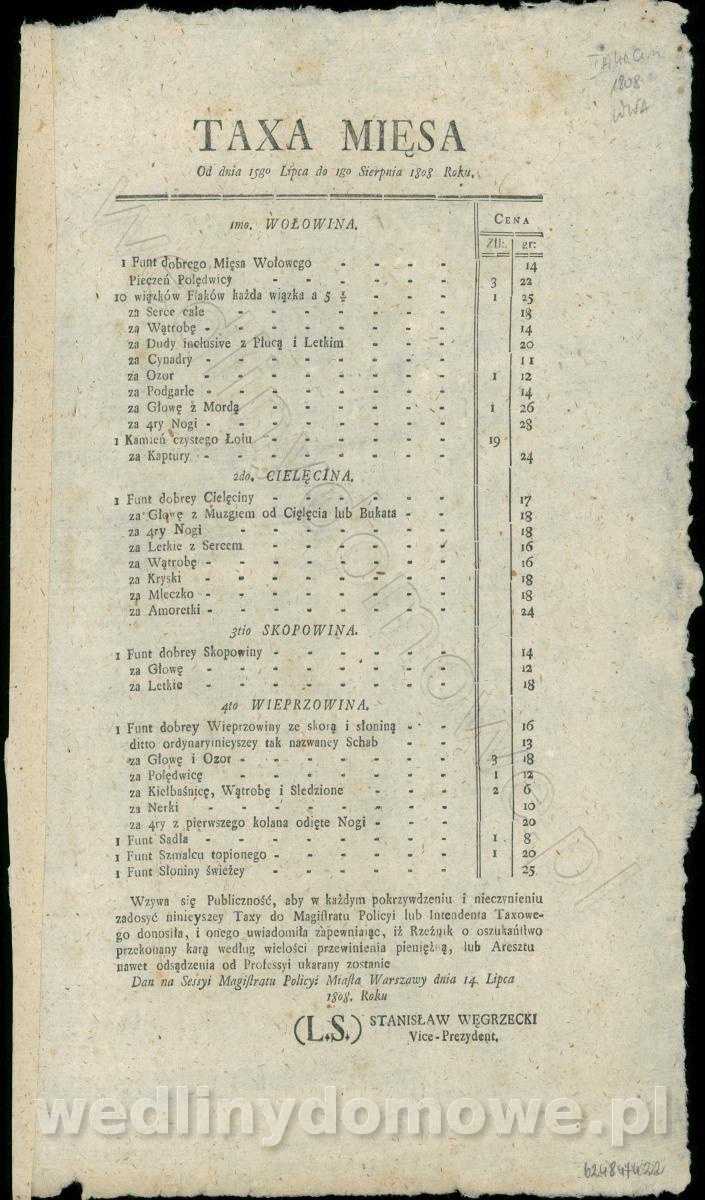 TAXA MIĘSA
Od dnia 15go Lipca do 1go Sierpnia 1808 Roku.
CENA
1mo. WOŁOWINA.
Zll: gr:
1 Funt dobrego Mięsa Wołowego - - - - 14
Pieczeń Polędwicy - - - - - - 3 22
10 wiązków Flaków każda wiązka a 5 ½ - - - 1 25
za Serce całe - - - - - - - 18
za Wątrobę - - - - - - - - 14
za Dudy inclusive z Płucą i Letkim - - - 20
za Cynadry - - - - - - - - 11
za Ozor - - - - - - - - 1 12
za Podgarle - - - - - - - - 14
za Głowę z Mordą - - - - - - 1 26
za 4ry Nogi - - - - - - - - 28
1 Kamień czystego Łoiu - - - - - - 19
za Kaptury - - - - - - - - 24
2do. CIELĘCINA.
1 Funt dobrey Cielęciny - - - - - - 17
za Głowę z Muzgiem od Cielęcia lub Bukata - - 18
za 4ry Nogi - - - - - - - 18
za Letkie z Sercem - - - - - - 16
za Wątrobę - - - - - - - - 16
za Kryski - - - - - - - - 18
za Mleczko - - - - - - - - 18
za Amoretki - - - - - - - - 24
3tio SKOPOWINA.
1 Funt dobrey Skopowiny - - - - - - 14
za Głowę - - - - - - - - 12
za Letkie - - - - - - - - 18
4to WIEPRZOWINA.
1 Funt dobrey Wieprzowiny ze skorą i słoniną - - 16
ditto ordynaryinieyszey tak nazwaney Schab - - 13
za Głowę i Ozor - - - - - - - 3 18
za Polędwicę - - - - - - - 1 12
za Kiełbaśnicę, Wątrobę i Sledzione - - - 2 6
za Nerki - - - - - - - - 10
za 4ry z pierwszego kolana odięte Nogi - - - 20
1 Funt Sadła - - - - - - - - 1 8
1 Funt Szmalcu topionego - - - - - - 1 20
1 Funt Słoniny świeżey - - - - - - 25
Wzywa się Publiczność, aby w każdym pokrzywdzeniu i nieczynieniu
zadosyć ninieyszey Taxy do Magistratu Policyi lub Intendenta Taxowe-
go donosiła, i onego uwiadomiła zapewniaiąc, iż Rzeźnik o oszukaństwo
przekonany karą według wielości przewinienia pieniężną, lub Aresztu
nawet odsądzenia od Professyi ukarany zostanie
Dan na Sessyi Magistratu Policyi Miasta Warszawy dnia 14. Lipca
1808. Roku
(L.S.) STANISŁAW WĘGRZECKI
Vice-Prezydent.
1808
wedlinydomowe.pl
wedlinydomowe.pl
624847422